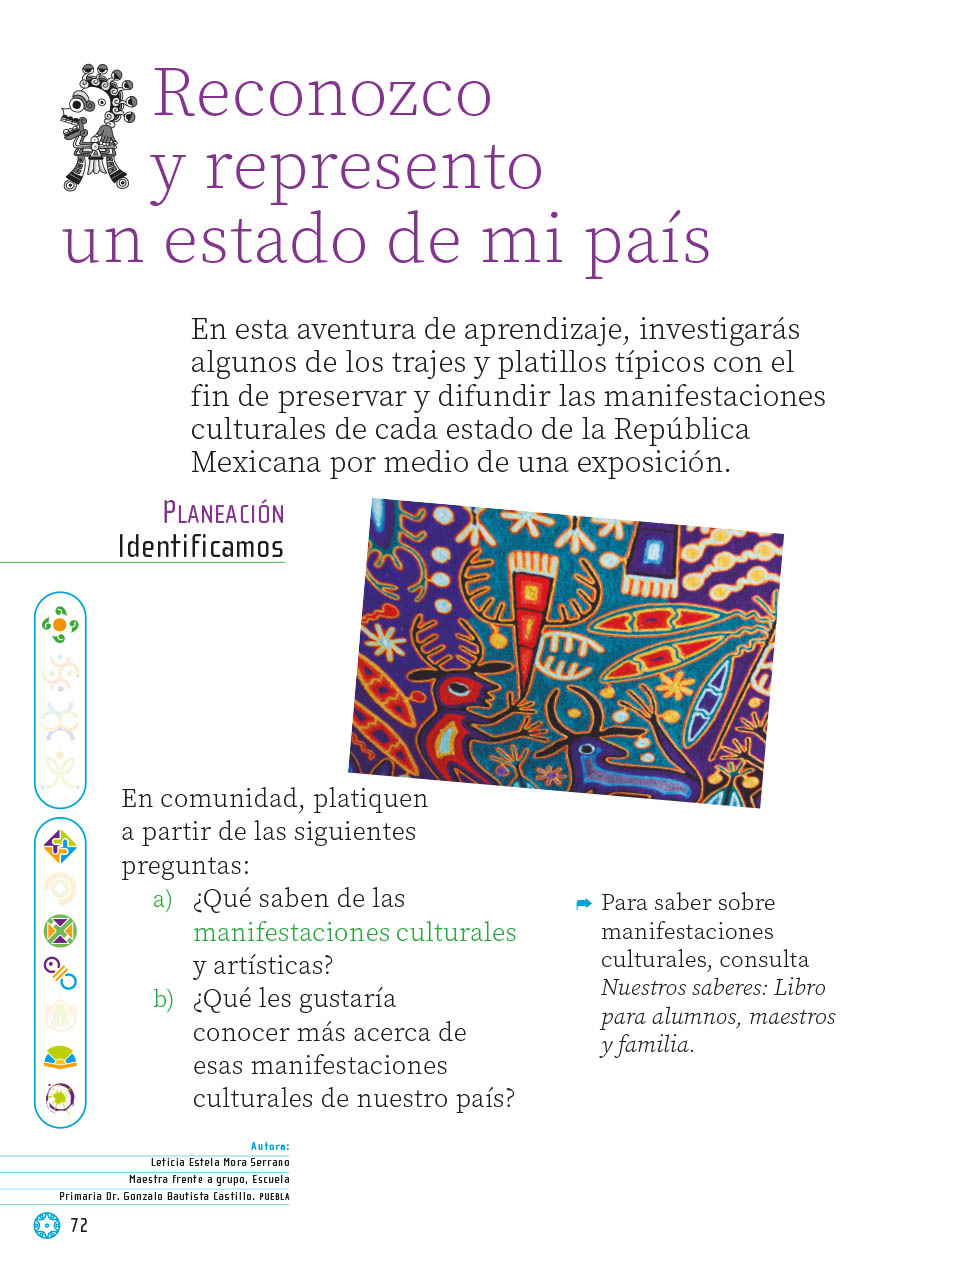 Reconozco
y represento
un estado de mi país
En esta aventura de aprendizaje, investigarás
algunos de los trajes y platillos típicos con el
fin de preservar y difundir las manifestaciones
culturales de cada estado de la República
Mexicana por medio de una exposición.
PLANEACIÓN
Identificamos
En comunidad, platiquen
a partir de las siguientes
preguntas:
a) ¿Qué saben de las
manifestaciones culturales
y artísticas?
b) ¿Qué les gustaría
conocer más acerca de
esas manifestaciones
culturales de nuestro país?
Para saber sobre
manifestaciones
culturales, consulta
Nuestros saberes: Libro
para alumnos, maestros
y familia.
Autora:
Leticia Estela Mora Serrano
Maestra frente a grupo, Escuela
Primaria Dr. Gonzalo Bautista Castillo. PUEBLA
72